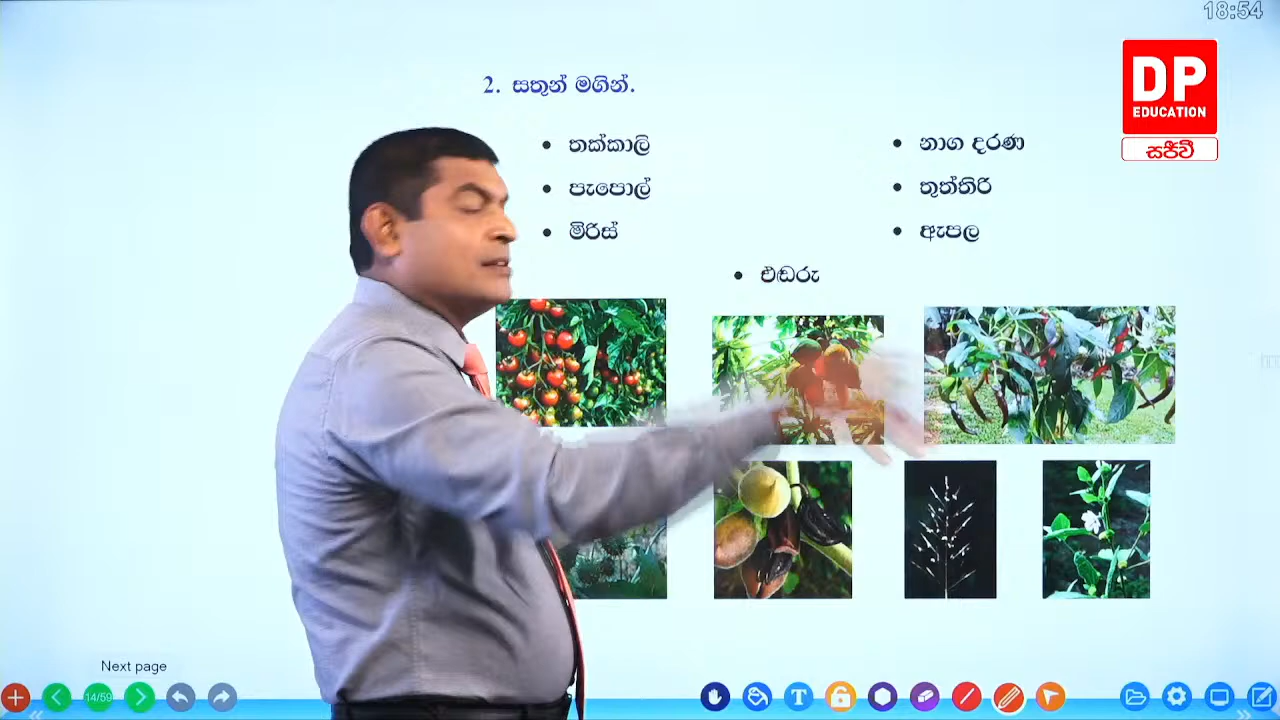 18:54
DP
EDUCATION
සජීවී
2. සතුන් මගින්.
• තක්කාලි
• නාග දරණ
• පැපොල්
• තුත්තිරි
• මිරිස්
• ඇපල
• එඬරු
Next page
14/59
T